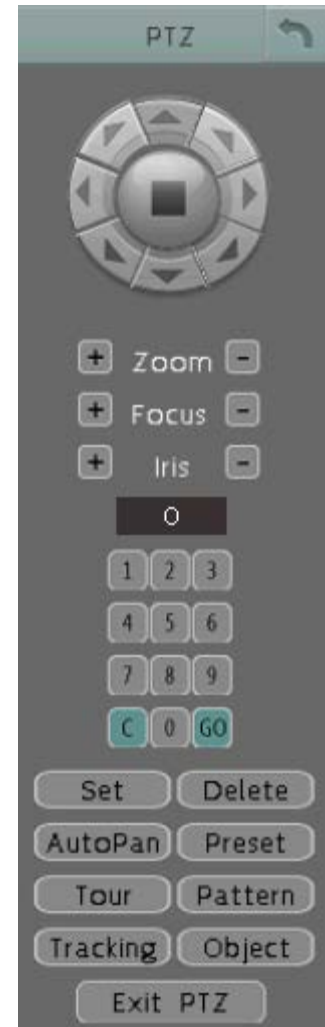 PTZ
+ Zoom -
+ Focus -
+ Iris -
0
1 2 3
4 5 6
7 8 9
C 0 GO
Set Delete
AutoPan Preset
Tour Pattern
Tracking Object
Exit PTZ